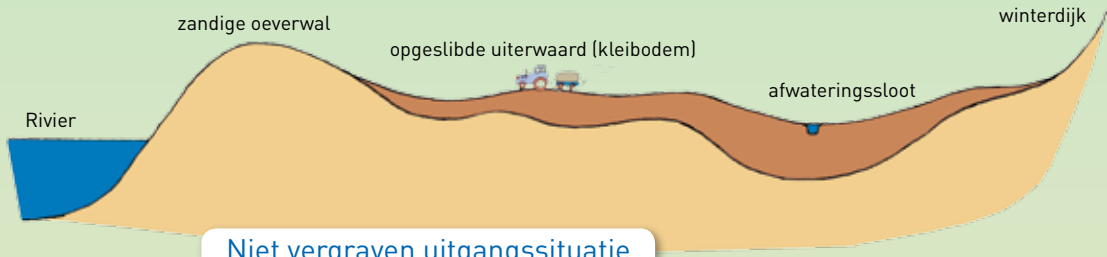 winterdijk
zandige oeverwal
opgeslibde uiterwaard (kleibodem)
afwateringssloot
Rivier
Niet vergraven uitgangssituatie